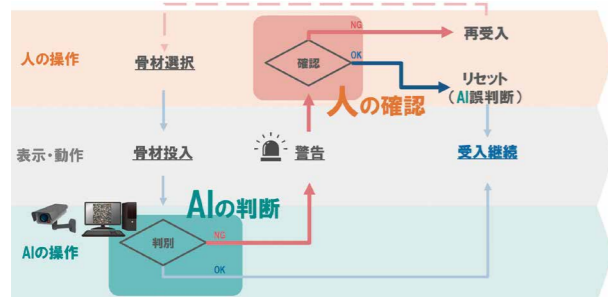 NG
再受入
人の操作
骨材選択
確認
OK
リセット
(AI誤判断)
人の確認
表示・動作
骨材投入
警告
受入継続
AIの判断
判別
NG
AIの操作
OK